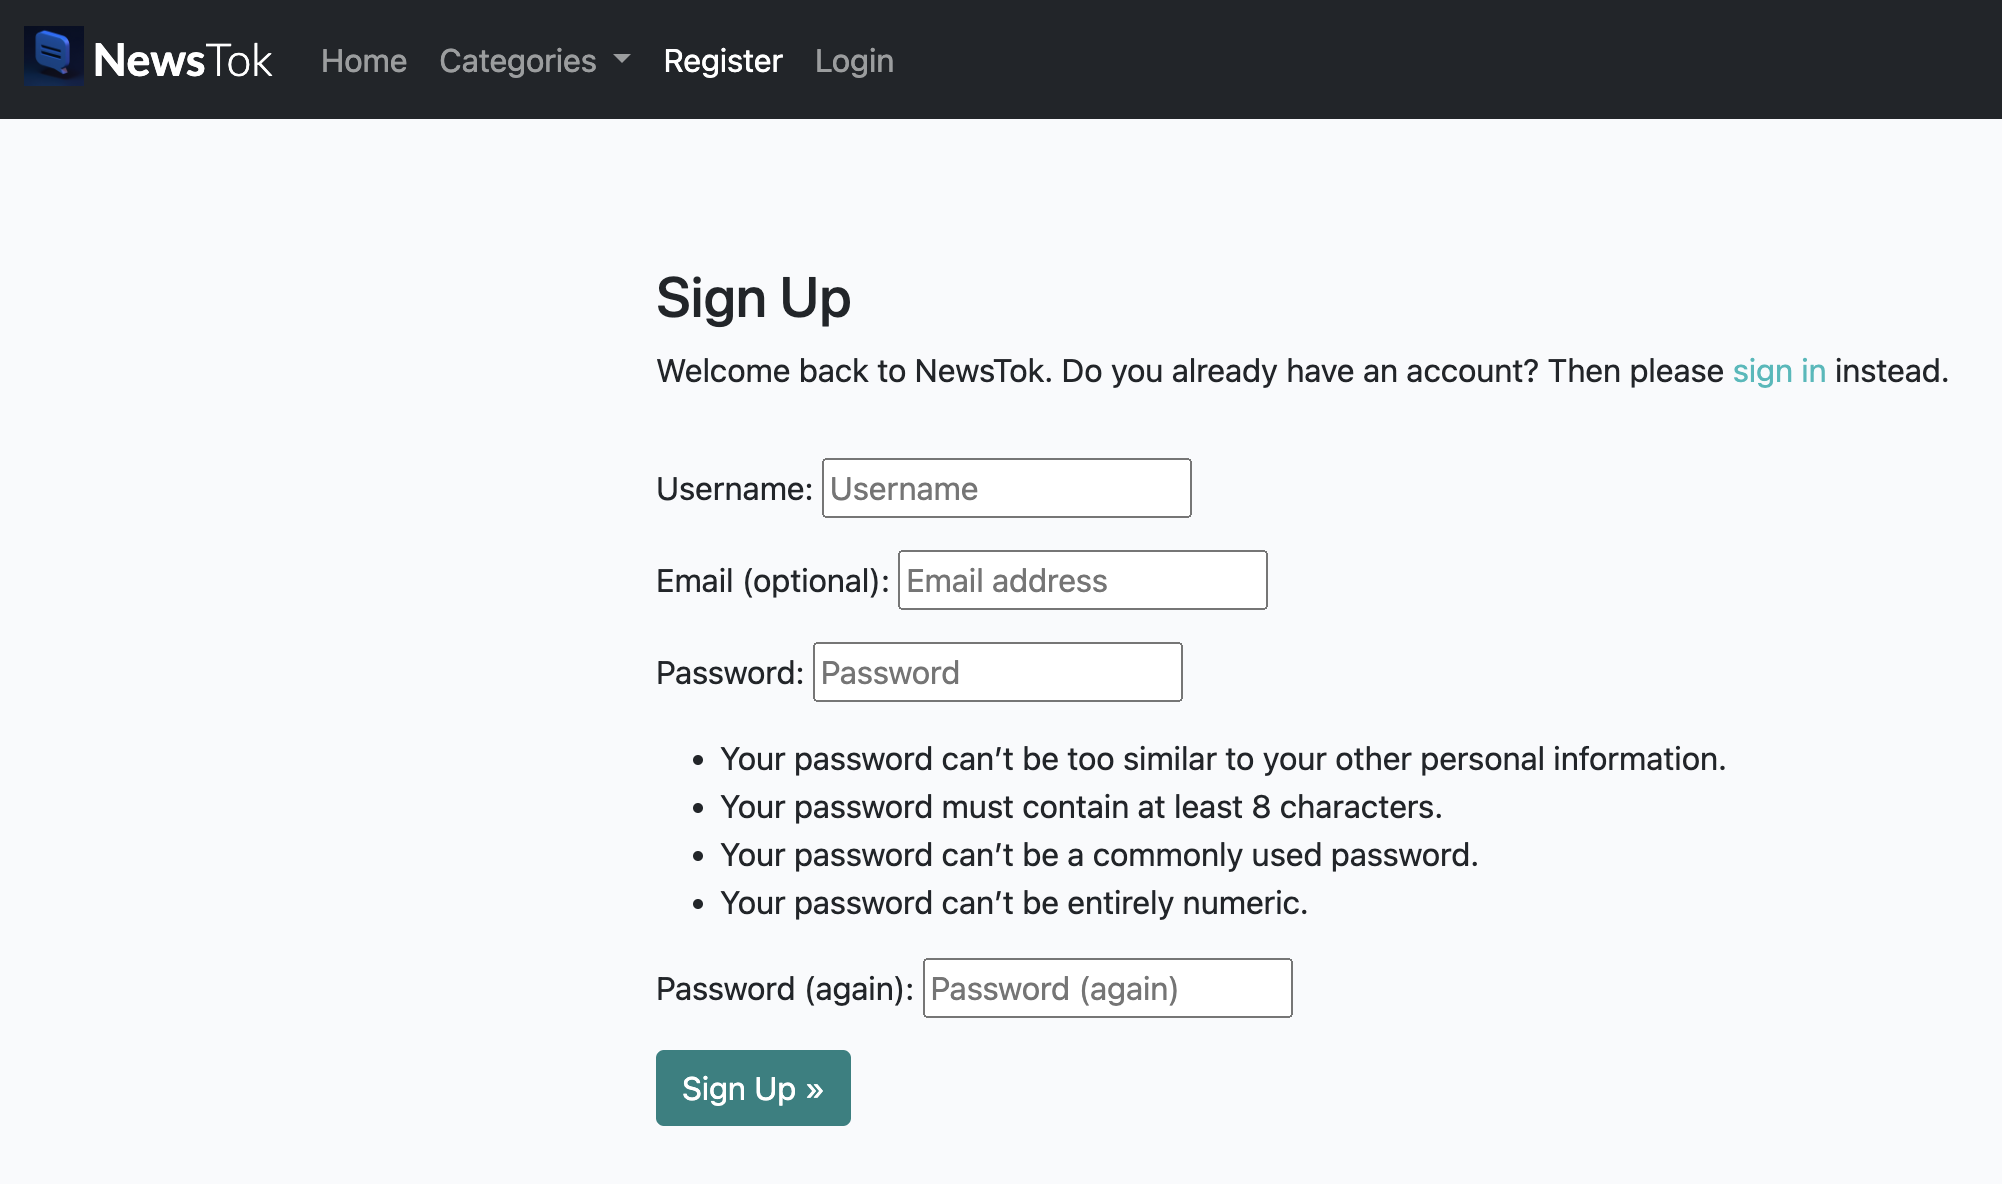 NewsTok Home Categories Register Login
Sign Up
Welcome back to NewsTok. Do you already have an account? Then please sign in instead.
Username: Username
Email (optional): Email address
Password: Password
• Your password can’t be too similar to your other personal information.
• Your password must contain at least 8 characters.
• Your password can’t be a commonly used password.
• Your password can’t be entirely numeric.
Password (again): Password (again)
Sign Up »